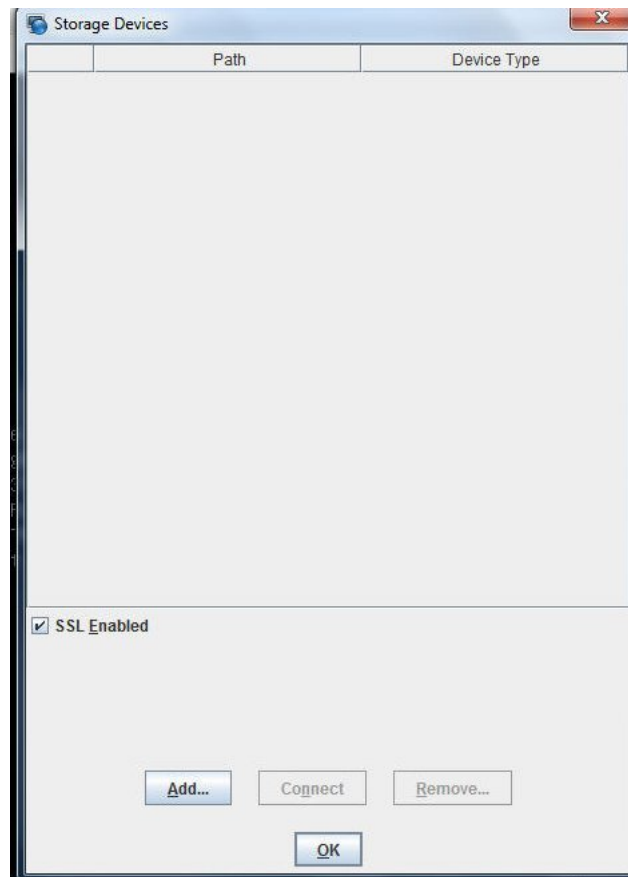 Storage Devices
Path Device Type
SSL Enabled
Add... Connect Remove...
OK